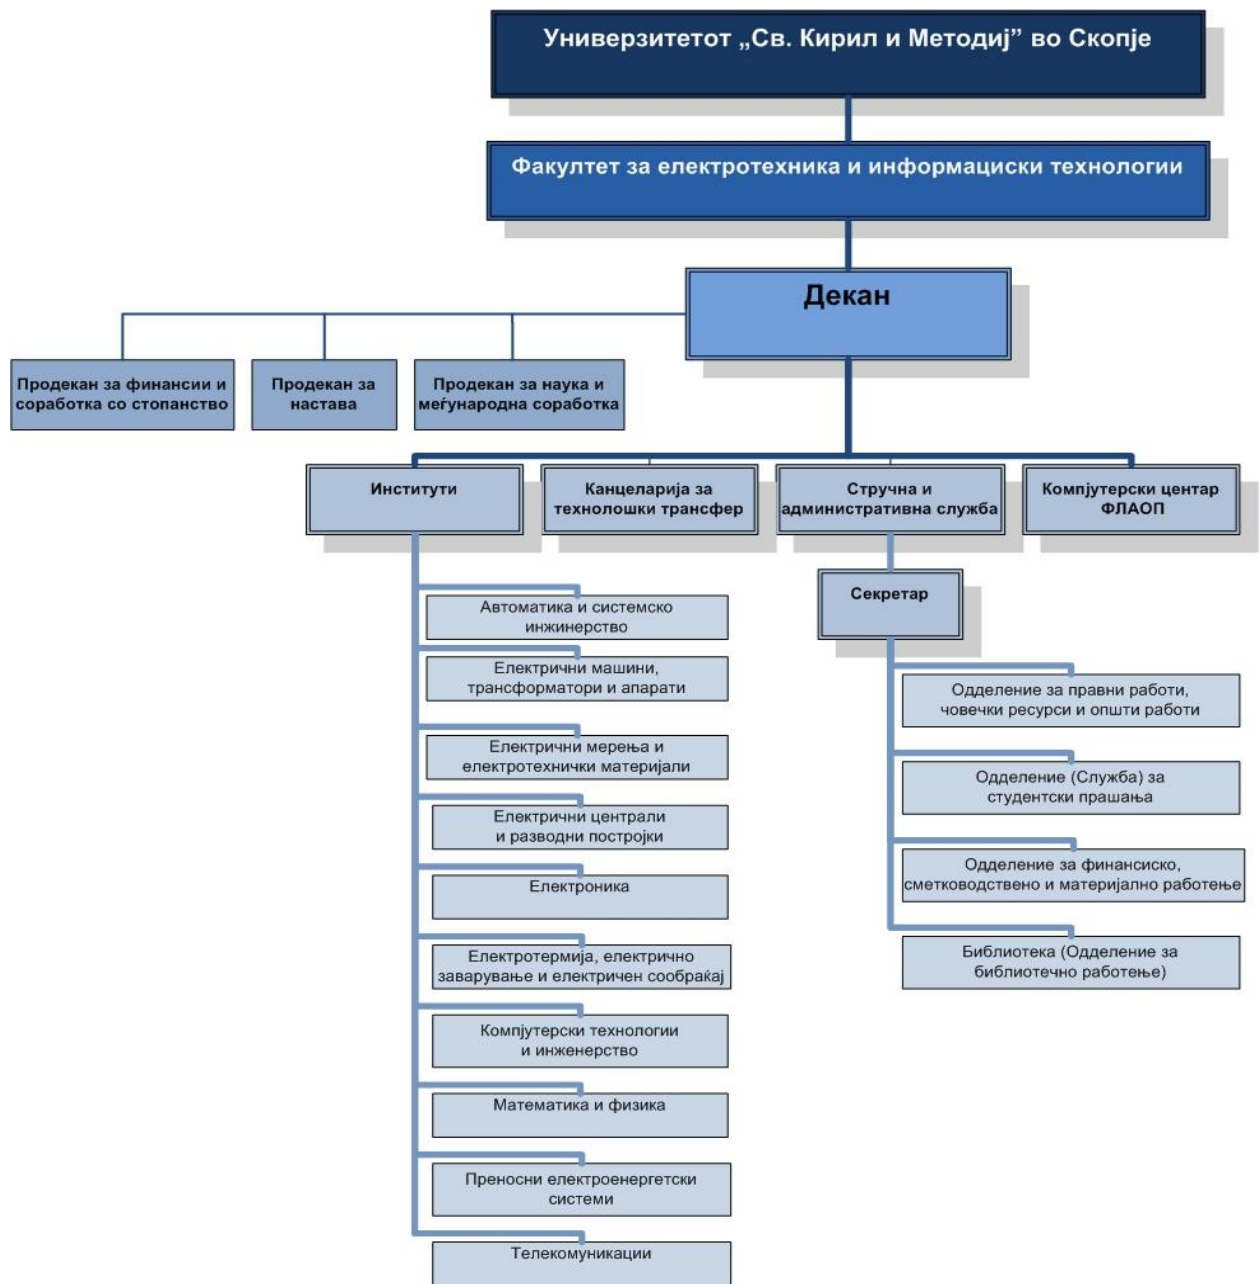 Универзитетот „Св. Кирил и Методиј” во Скопје
Факултет за електротехника и информациски технологии
Декан
Продекан за финансии и
соработка со стопанство
Продекан за
настава
Продекан за наука и
меѓународна соработка
Институти
Канцеларија за
технолошки трансфер
Стручна и
административна служба
Компјутерски центар
ФЛАОП
Автоматика и системско
инжинерство
Електрични машини,
трансформатори и апарати
Електрични мерења и
електротехнички материјали
Електрични централи
и разводни постројки
Електроника
Електротермија, електрично
заварување и електричен сообраќај
Компјутерски технологии
и инженерство
Математика и физика
Преносни електроенергетски
системи
Телекомуникации
Секретар
Одделение за правни работи,
човечки ресурси и општи работи
Одделение (Служба) за
студентски прашања
Одделение за финансиско,
сметководствено и материјално работење
Библиотека (Одделение за
библиотечно работење)